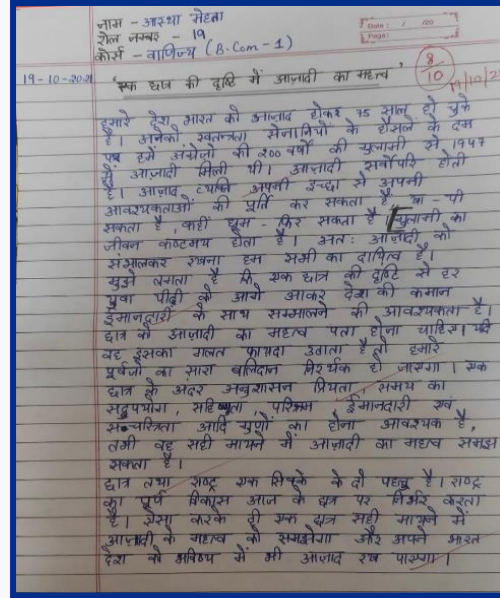 नाम - आस्था मेहता
रोल नम्बर - 19
कोर्स - वाणिज्य (B.Com - 1)
Date: / /20
Page:
8/10
19/10/2
19-10-2021
"एक छात्र की दृष्टि में आज़ादी का महत्व"
हमारे देश भारत को आज़ाद होकर 75 साल हो चुके
है। अनेकों स्वतन्त्रता सेनानियों के हौसले के दम
पर हमें अंग्रेजों की 200 वर्षों की गुलामी से 1947
में आज़ादी मिली थी। आज़ादी सर्वोपरि होती
है। आज़ाद व्यक्ति अपनी इच्छा से अपनी
आवश्यकताओं की पूर्ति कर सकता है, खा - पी
सकता है, कहीं घूम - फिर सकता है। गुलामी का
जीवन कष्टमय होता है। अतः आज़ादी को
संभालकर रखना हम सभी का दायित्व है।
मुझे लगता है कि एक छात्र की दृष्टि से हर
युवा पीढ़ी को आगे आकर देश की कमान
ईमानदारी के साथ सम्भालने की आवश्यकता है।
छात्र को आज़ादी का महत्व पता होना चाहिए। यदि
वह इसका गलत फायदा उठाता है तो हमारे
पूर्वजों का सारा बलिदान निरर्थक हो जाएगा। एक
छात्र के अंदर अनुशासन प्रियता, समय का
सदुपयोग, सहिष्णुता, परिश्रम, ईमानदारी एवं
सच्चरित्रता आदि गुणों का होना आवश्यक है,
तभी वह सही मायने में आज़ादी का महत्व समझ
सकता है।
छात्र तथा राष्ट्र एक सिक्के के दो पहलू है। राष्ट्र
का पूर्ण विकास आज के छात्र पर निर्भर करता
है। ऐसा करके ही एक छात्र सही मायने में
आज़ादी के महत्व को समझेगा और अपने भारत
देश को भविष्य में भी आज़ाद रख पाएगा।